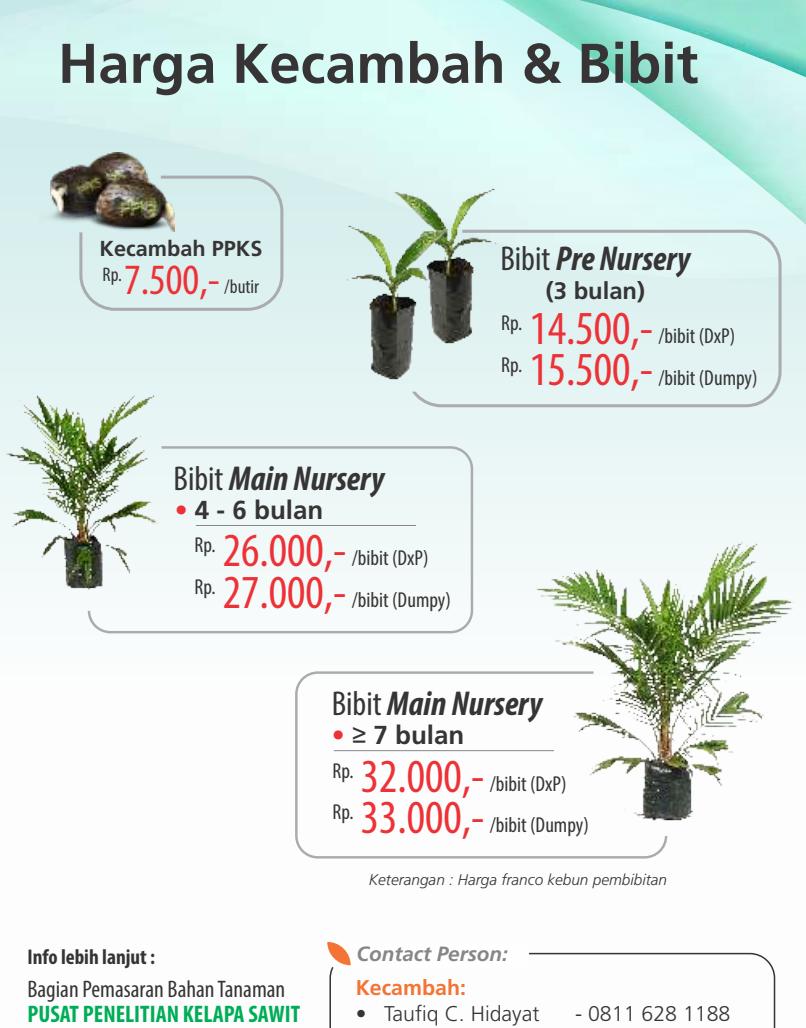 Harga Kecambah & Bibit
Kecambah PPKS
Rp. 7.500,- /butir
Bibit Pre Nursery
(3 bulan)
Rp. 14.500,- /bibit (DxP)
Rp. 15.500,- /bibit (Dumpy)
Bibit Main Nursery
• 4 - 6 bulan
Rp. 26.000,- /bibit (DxP)
Rp. 27.000,- /bibit (Dumpy)
Bibit Main Nursery
• ≥ 7 bulan
Rp. 32.000,- /bibit (DxP)
Rp. 33.000,- /bibit (Dumpy)
Keterangan : Harga franco kebun pembibitan
Info lebih lanjut :
Bagian Pemasaran Bahan Tanaman
PUSAT PENELITIAN KELAPA SAWIT
Contact Person:
Kecambah:
• Taufiq C. Hidayat - 0811 628 1188